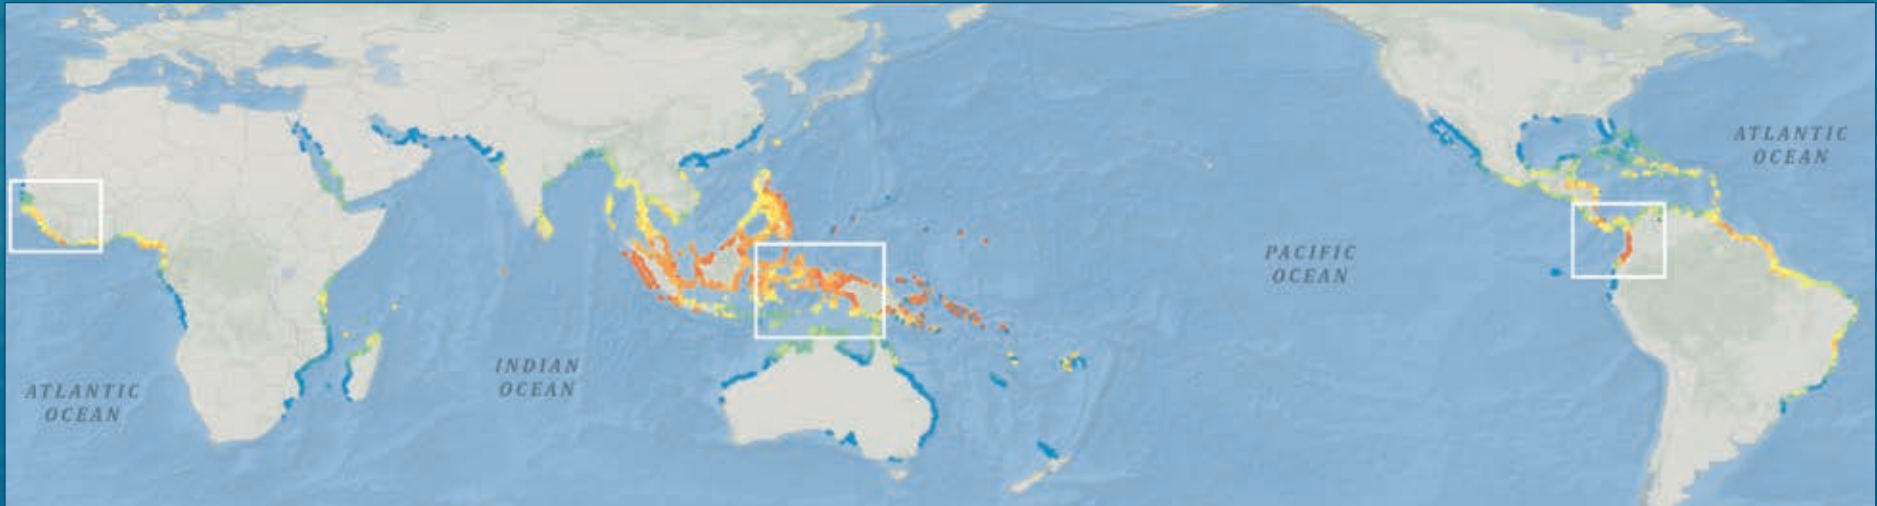 ATLANTIC
OCEAN
PACIFIC
OCEAN
INDIAN
OCEAN
ATLANTIC
OCEAN